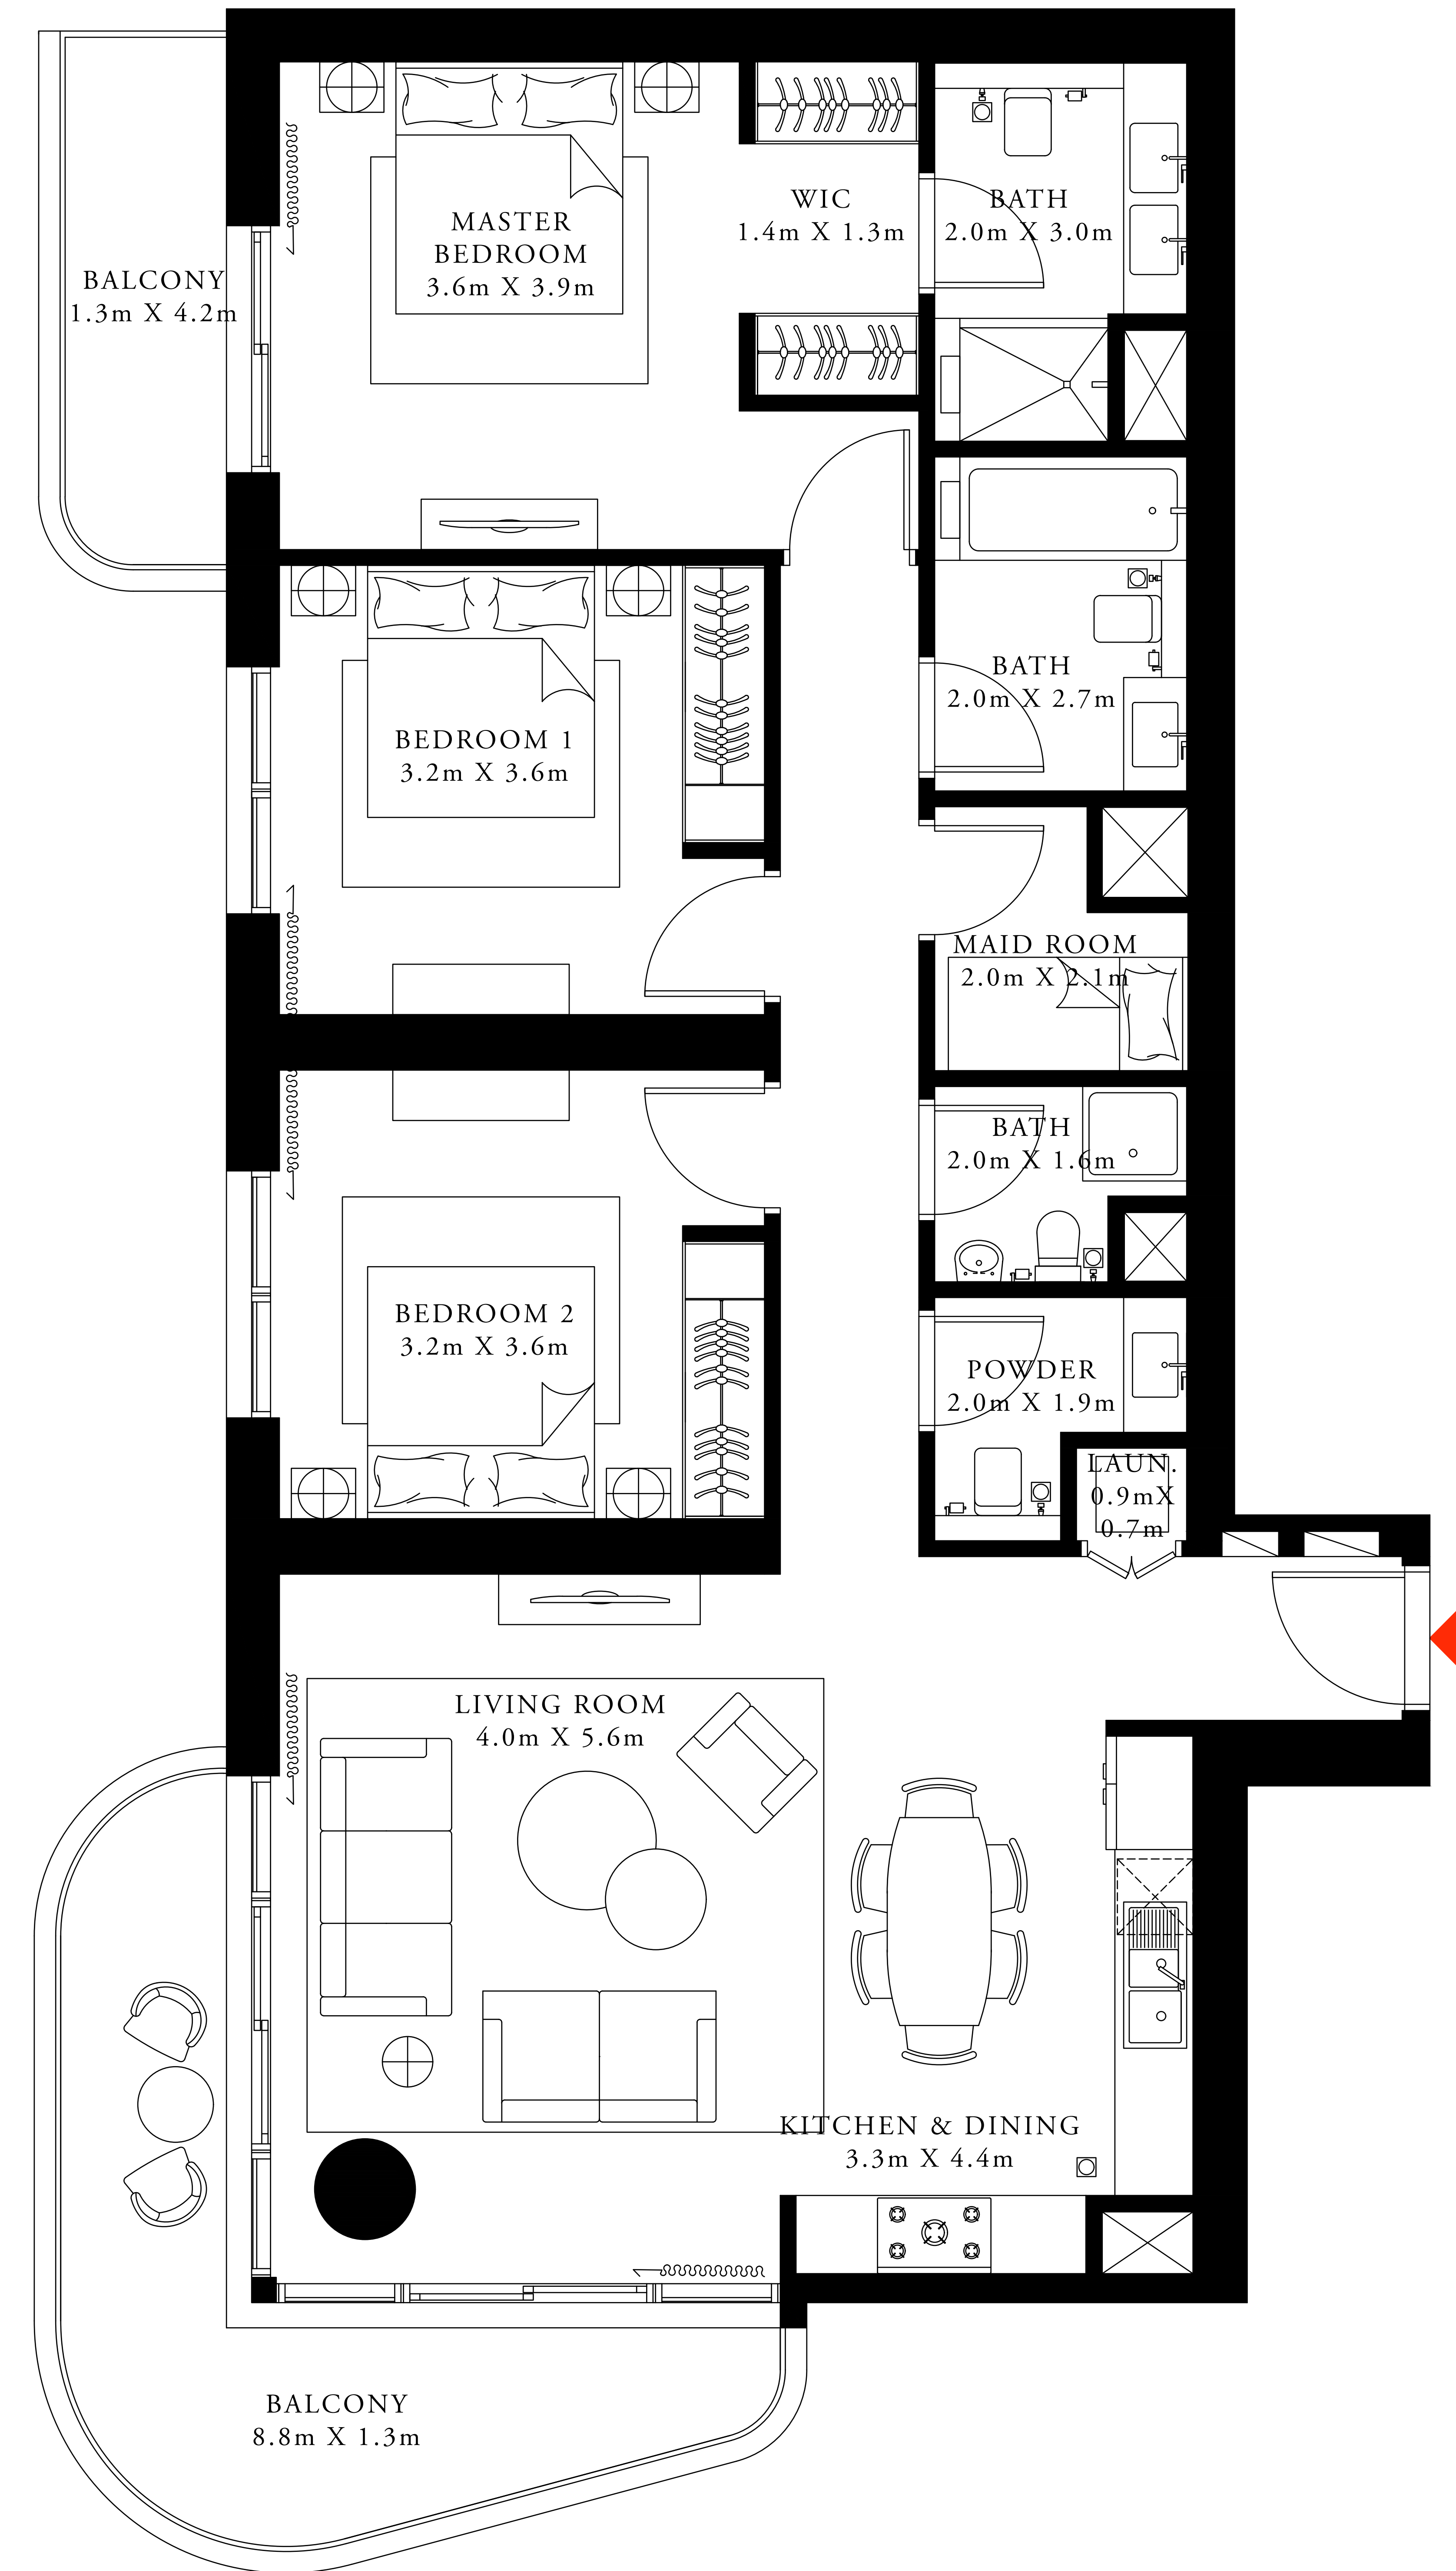 WIC
1.4m X 1.3m
BATH
2.0m X 3.0m
MASTER
BEDROOM
3.6m X 3.9m
BALCONY
1.3m X 4.2m
BATH
2.0m X 2.7m
BEDROOM 1
3.2m X 3.6m
MAID ROOM
2.0m X 2.1m
BATH
2.0m X 1.6m
BEDROOM 2
3.2m X 3.6m
POWDER
2.0m X 1.9m
LAUN.
0.9mX
0.7m
LIVING ROOM
4.0m X 5.6m
KITCHEN & DINING
3.3m X 4.4m
BALCONY
8.8m X 1.3m